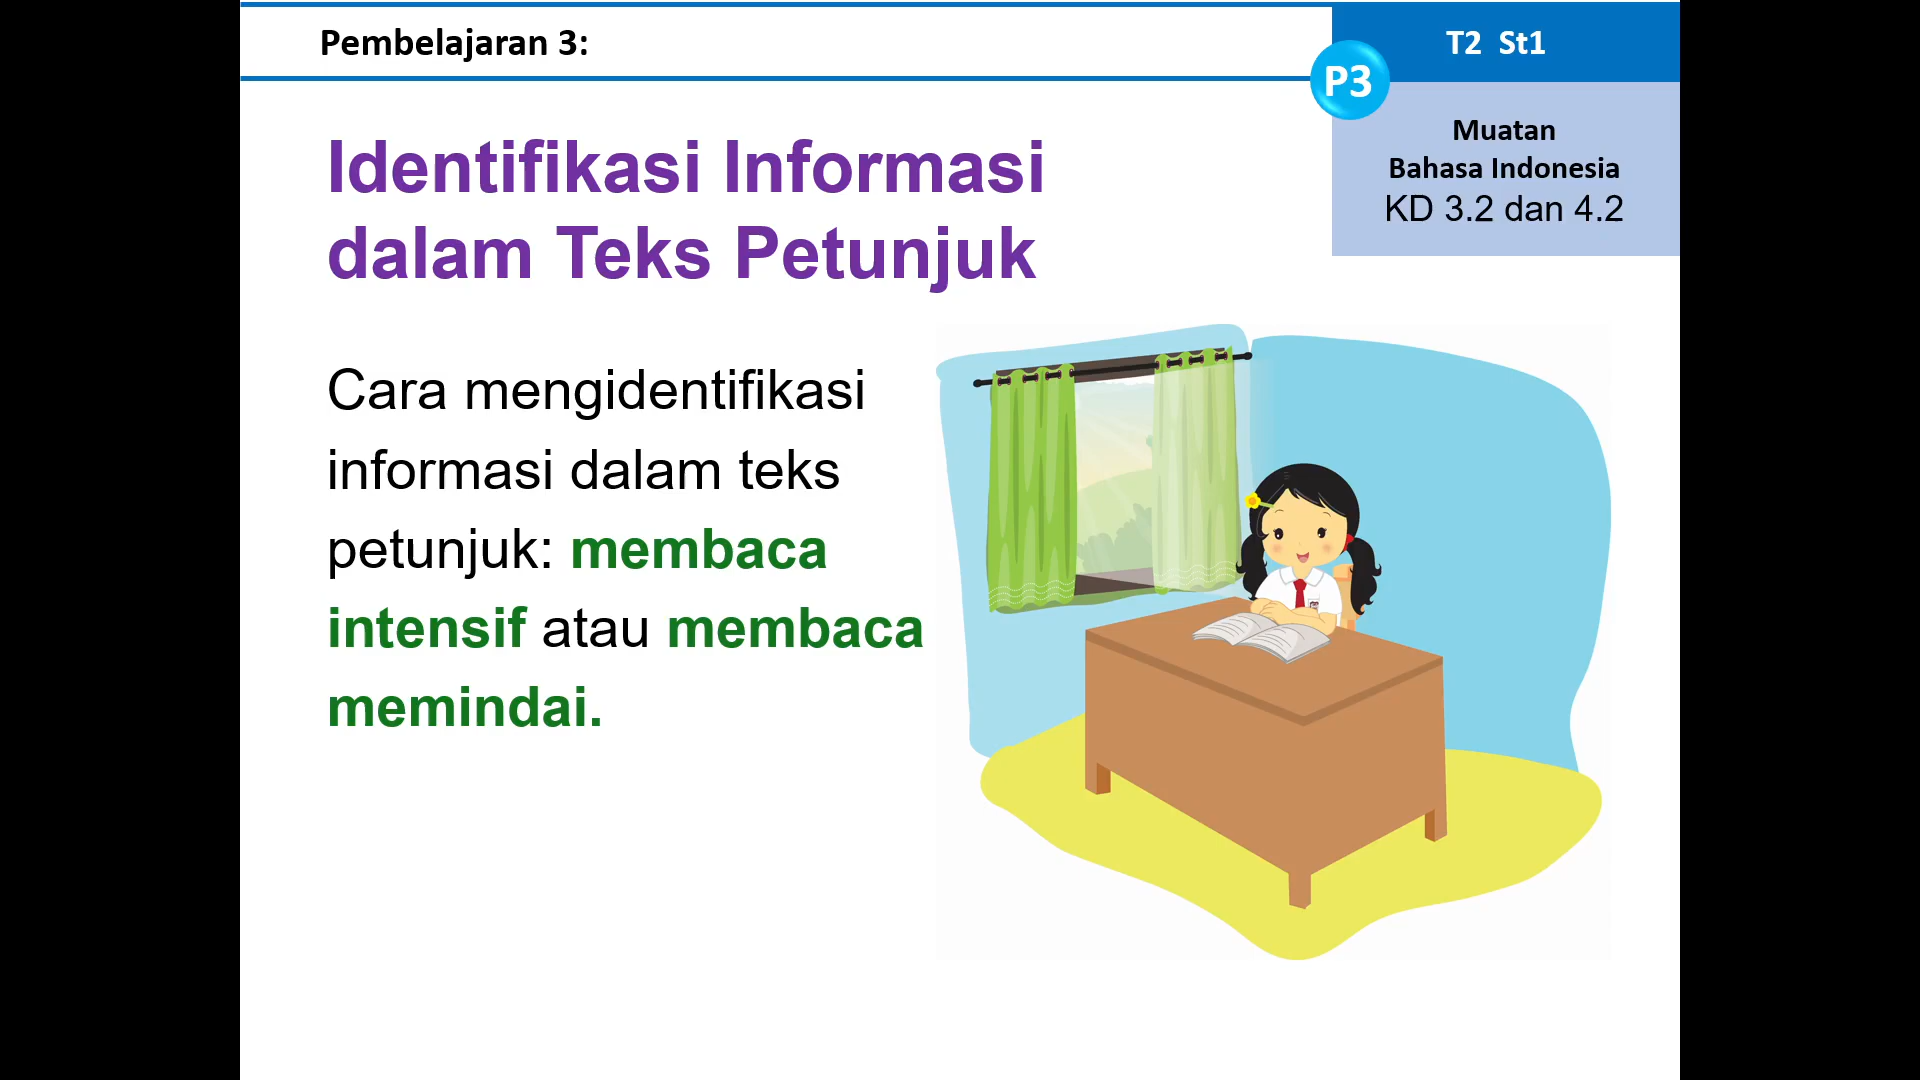 Pembelajaran 3:
T2 St1
P3
Muatan
Bahasa Indonesia
KD 3.2 dan 4.2
Identifikasi Informasi
dalam Teks Petunjuk
Cara mengidentifikasi
informasi dalam teks
petunjuk: membaca
intensif atau membaca
memindai.